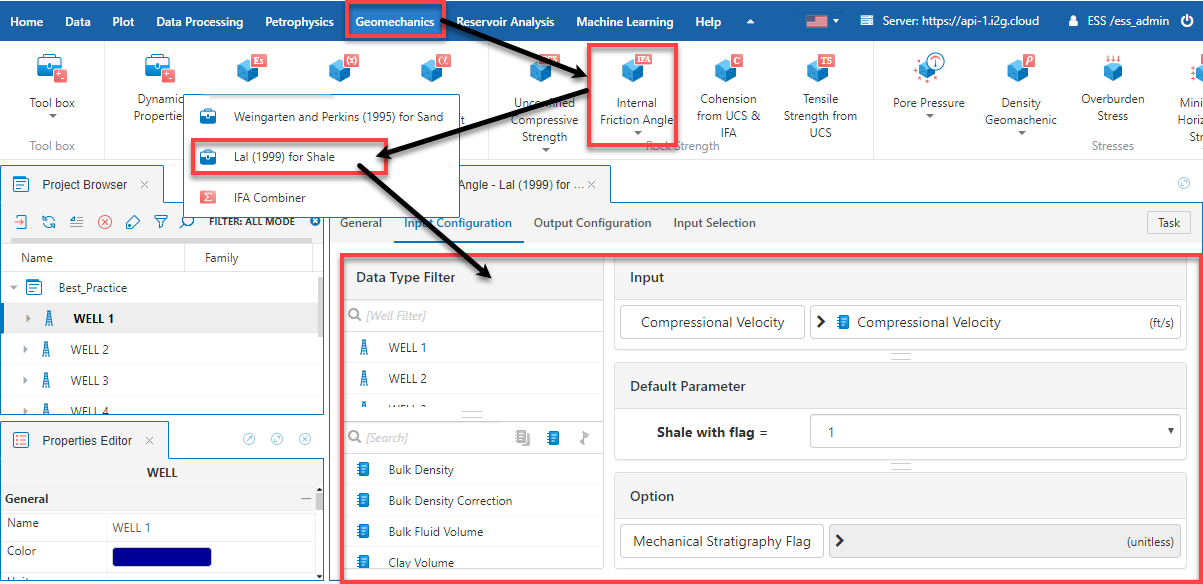 Home Data Plot Data Processing Petrophysics Geomechanics Reservoir Analysis Machine Learning Help Server: https://api-1.i2g.cloud ESS /ess_admin
Es (x) α IFA C TS ρ
Tool box
Dynamic
Properties
Unconfined
Compressive
Strength
Internal
Friction Angle
Cohension
from UCS &
IFA
Tensile
Strength from
UCS
Pore Pressure
Density
Geomachenic
Overburden
Stress
Tool box
Rock Strength
Stresses
Weingarten and Perkins (1995) for Sand
Lal (1999) for Shale
IFA Combiner
Project Browser
Angle - Lal (1999) for ...
FILTER: ALL MODE
General Input Configuration Output Configuration Input Selection Task
Name Family
Best_Practice
WELL 1
WELL 2
WELL 3
WELL 4
Properties Editor
WELL
General
Name WELL 1
Color
Data Type Filter
[Well Filter]
WELL 1
WELL 2
[Search]
Bulk Density
Bulk Density Correction
Bulk Fluid Volume
Clay Volume
Input
Compressional Velocity Compressional Velocity (ft/s)
Default Parameter
Shale with flag = 1
Option
Mechanical Stratigraphy Flag (unitless)